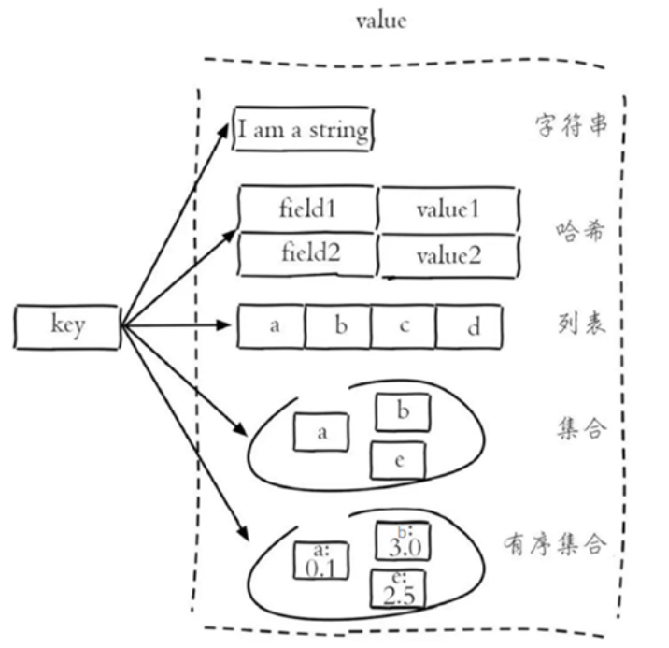 value
I am a string
字符串
field1
value1
field2
value2
哈希
key
a
b
c
d
列表
a
b
e
集合
a:
0.1
b:
3.0
e:
2.5
有序集合